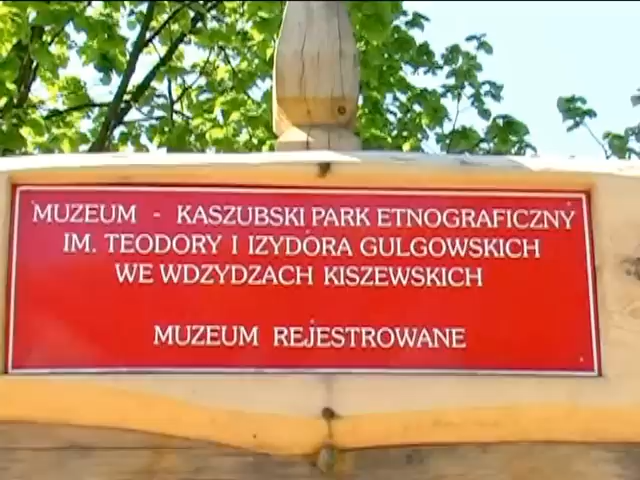 MUZEUM - KASZUBSKI PARK ETNOGRAFICZNY
IM. TEODORY I IZYDORA GULGOWSKICH
WE WDZYDZACH KISZEWSKICH
MUZEUM REJESTROWANE